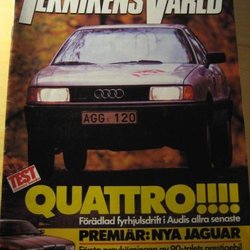 TEKNIKENS VÄRLD
AGG 120
TEST
QUATTRO!!!!
Förädlad fyrhjulsdrift i Audis allra senaste
PREMIÄR: NYA JAGUAR